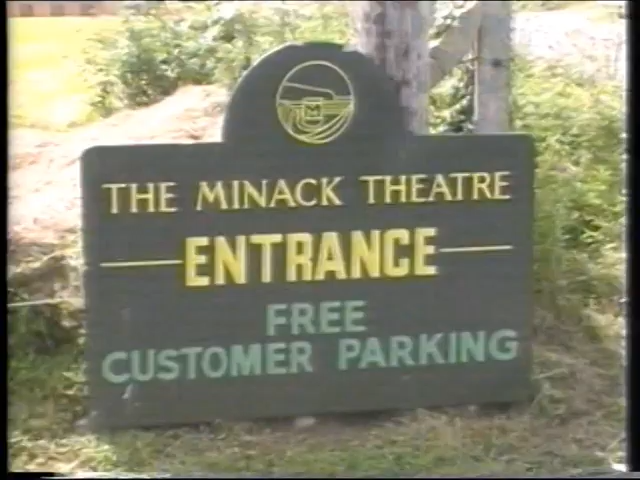 THE MINACK THEATRE
ENTRANCE
FREE
CUSTOMER PARKING